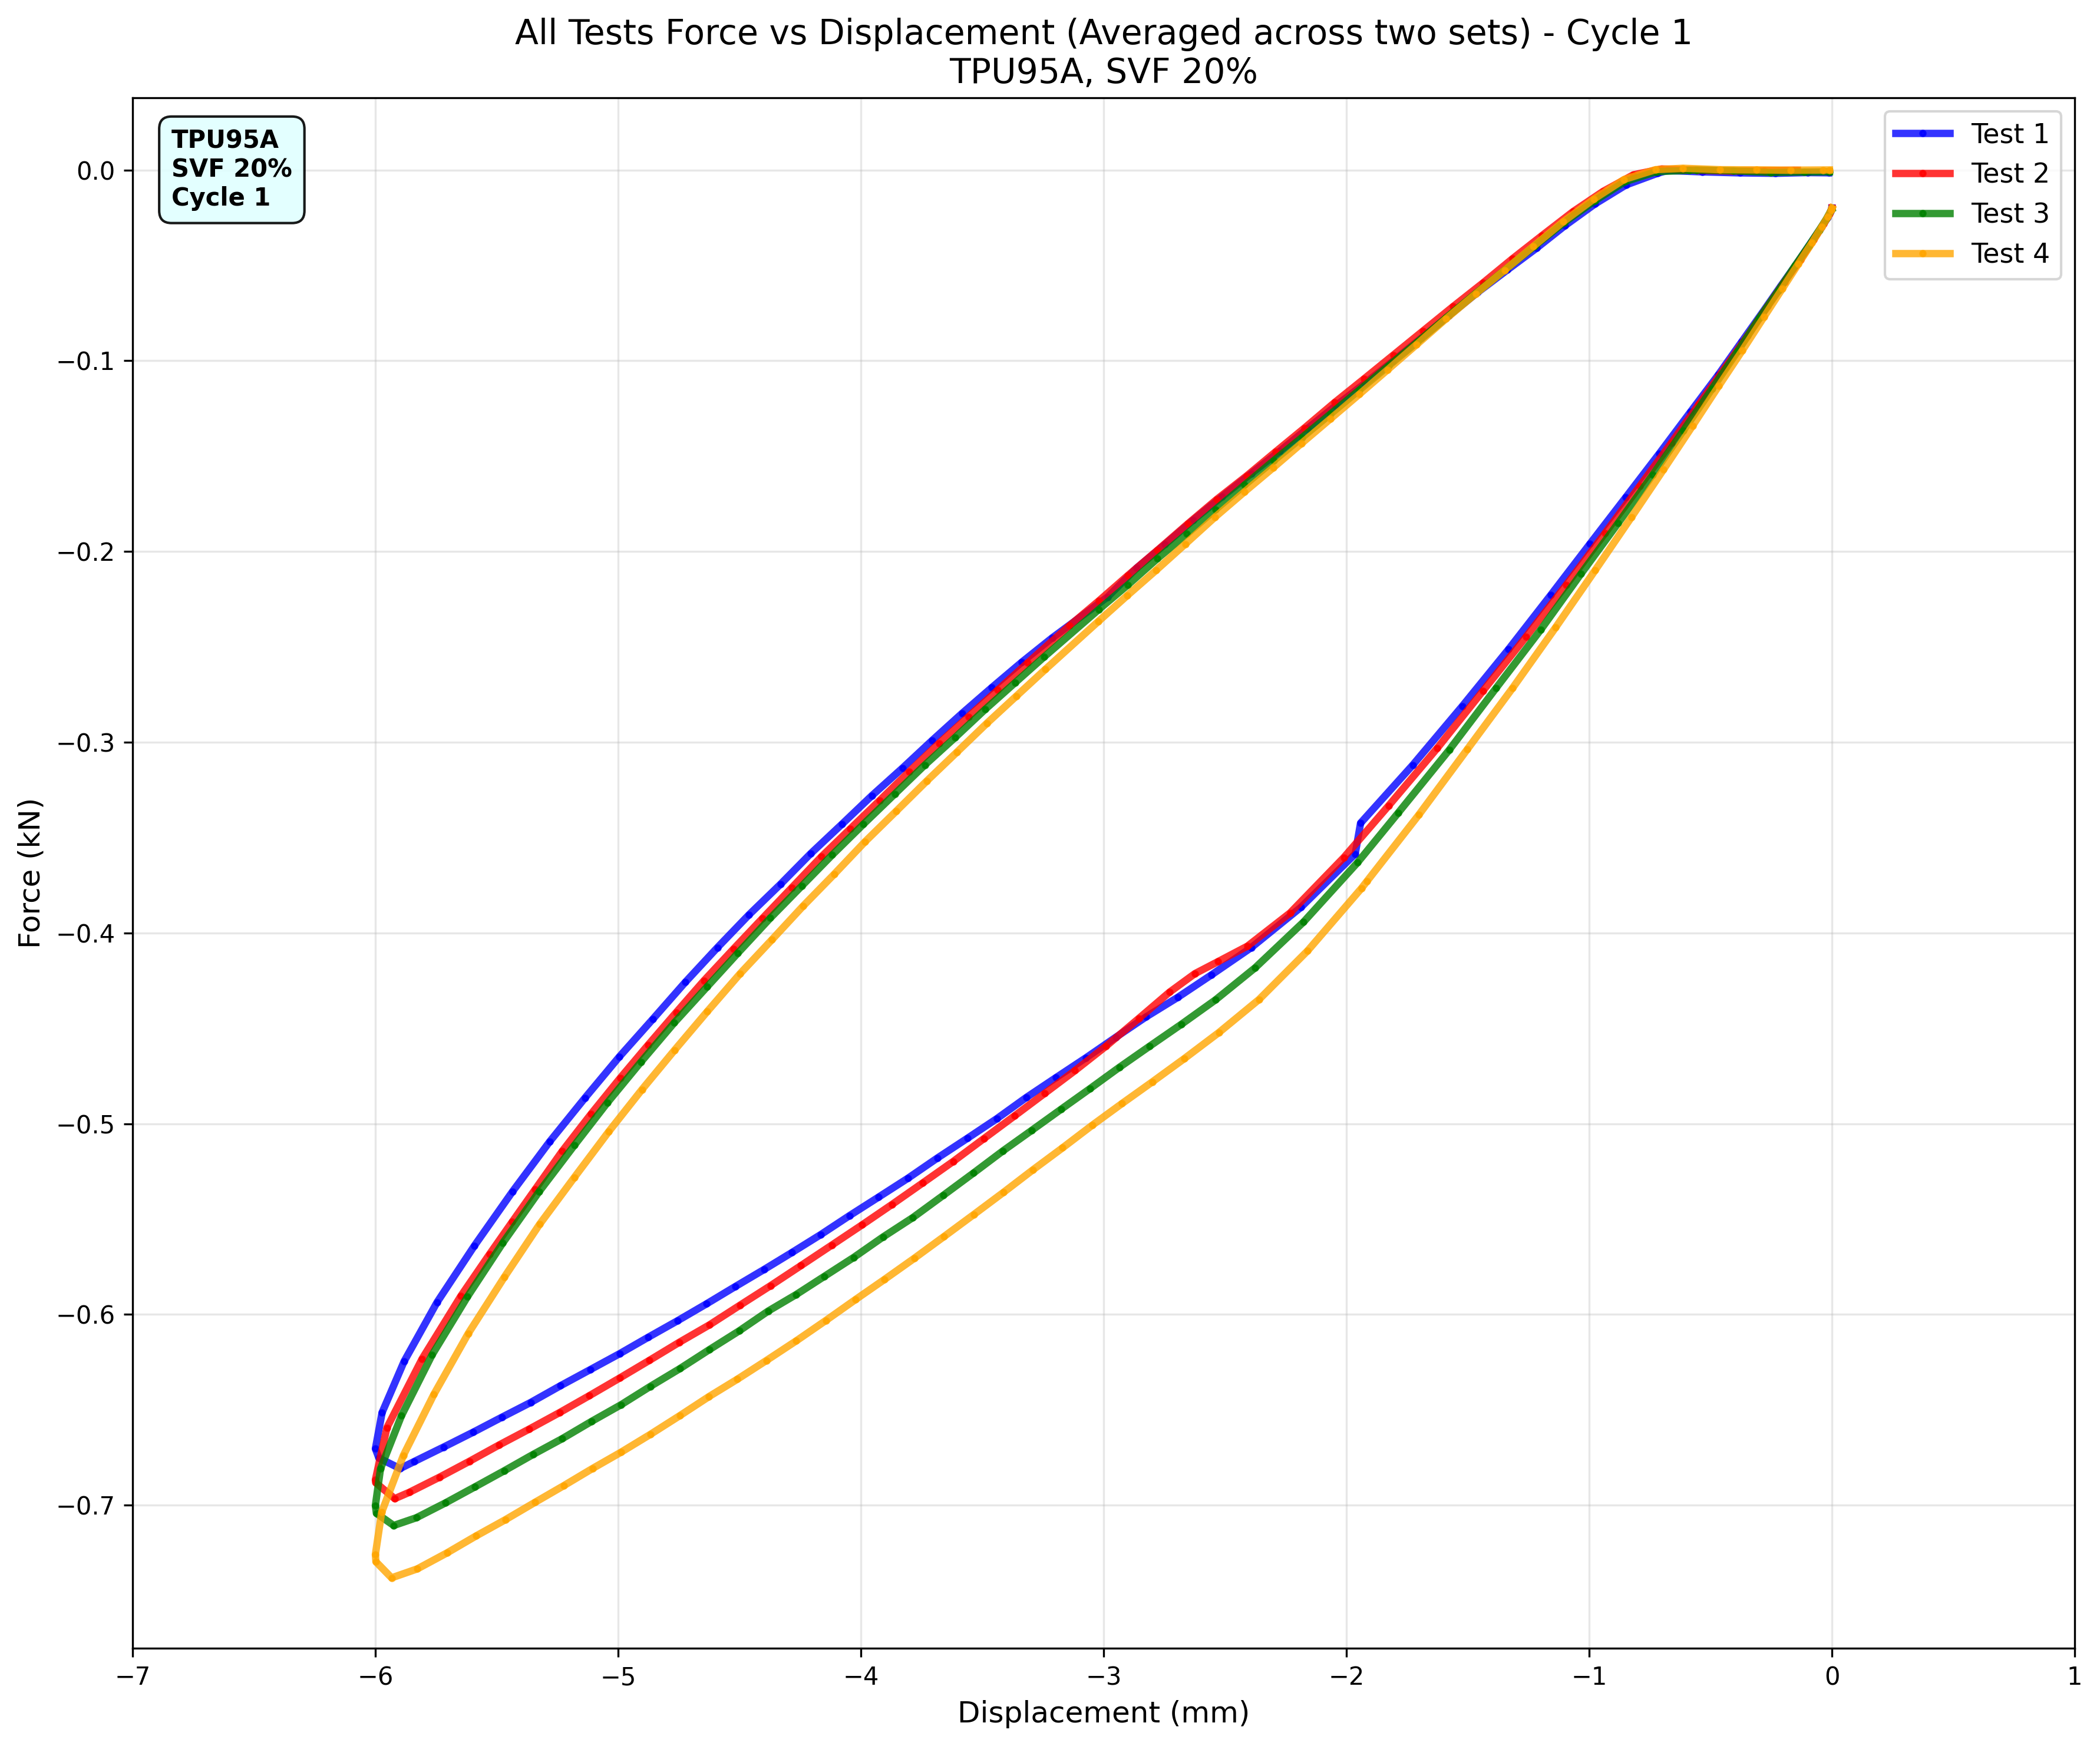 All Tests Force vs Displacement (Averaged across two sets) - Cycle 1
TPU95A, SVF 20%
TPU95A
SVF 20%
Cycle 1
Test 1
Test 2
Test 3
Test 4
Force (kN)
0.0
−0.1
−0.2
−0.3
−0.4
−0.5
−0.6
−0.7
−7
−6
−5
−4
−3
−2
−1
0
1
Displacement (mm)